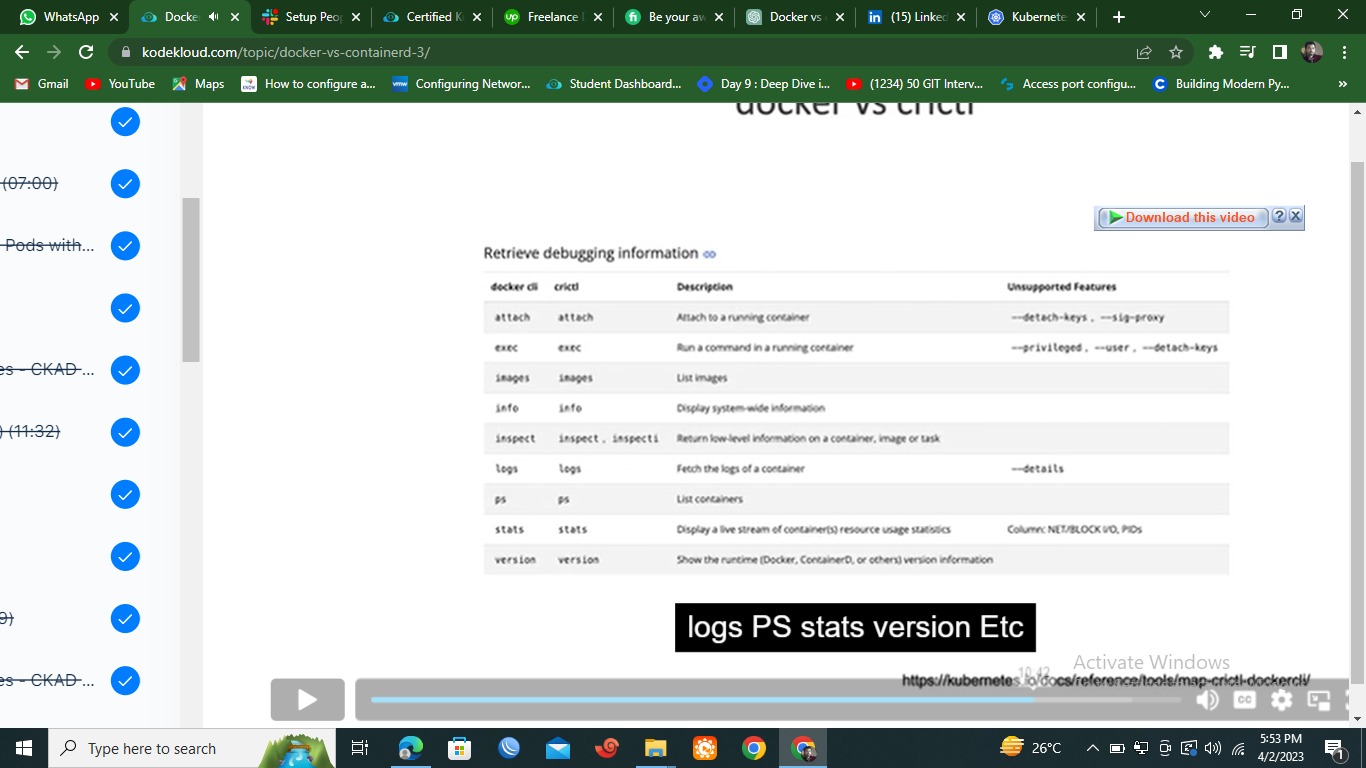 WhatsApp
Docke
Setup Peo
Certified K
Freelance
Be your aw
Docker vs
(15) Linked
Kubernete
kodekloud.com/topic/docker-vs-containerd-3/
Gmail
YouTube
Maps
How to configure a...
Configuring Networ...
Student Dashboard...
Day 9 : Deep Dive i...
(1234) 50 GIT Interv...
Access port configu...
Building Modern Py...
docker vs crictl
(07:00)
Download this video
Pods with...
Retrieve debugging information
docker cli crictl Description Unsupported Features
attach attach Attach to a running container --detach-keys, --sig-proxy
exec exec Run a command in a running container --privileged, --user, --detach-keys
images images List images
es - CKAD ...
info info Display system-wide information
) (11:32)
inspect inspect, inspecti Return low-level information on a container, image or task
logs logs Fetch the logs of a container --details
ps ps List containers
stats stats Display a live stream of container(s) resource usage statistics Column: NET/BLOCK I/O, PIDs
version version Show the runtime (Docker, ContainerD, or others) version information
9)
logs PS stats version Etc
Activate Windows
es - CKAD ...
10:42
https://kubernetes.io/docs/reference/tools/map-crictl-dockercli/
CC
Type here to search
26°C
5:53 PM
4/2/2023
1